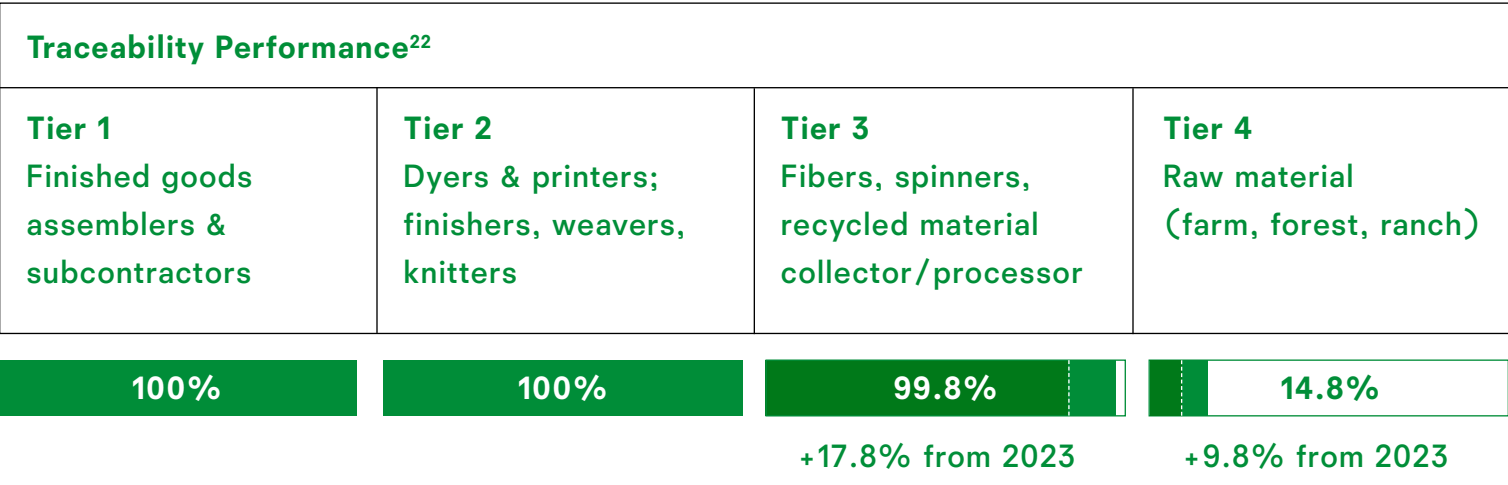 Traceability Performance22
Tier 1
Finished goods
assemblers &
subcontractors
Tier 2
Dyers & printers;
finishers, weavers,
knitters
Tier 3
Fibers, spinners,
recycled material
collector/processor
Tier 4
Raw material
(farm, forest, ranch)
100%
100%
99.8%
14.8%
+17.8% from 2023
+9.8% from 2023